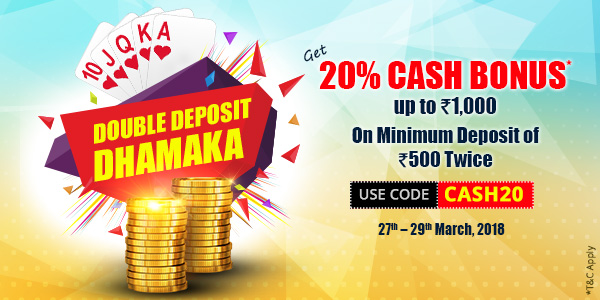 10 J Q K A
DOUBLE DEPOSIT
DHAMAKA
Get
20% CASH BONUS*
up to ₹1,000
On Minimum Deposit of
₹500 Twice
USE CODE CASH20
27th – 29th March, 2018
*T&C Apply